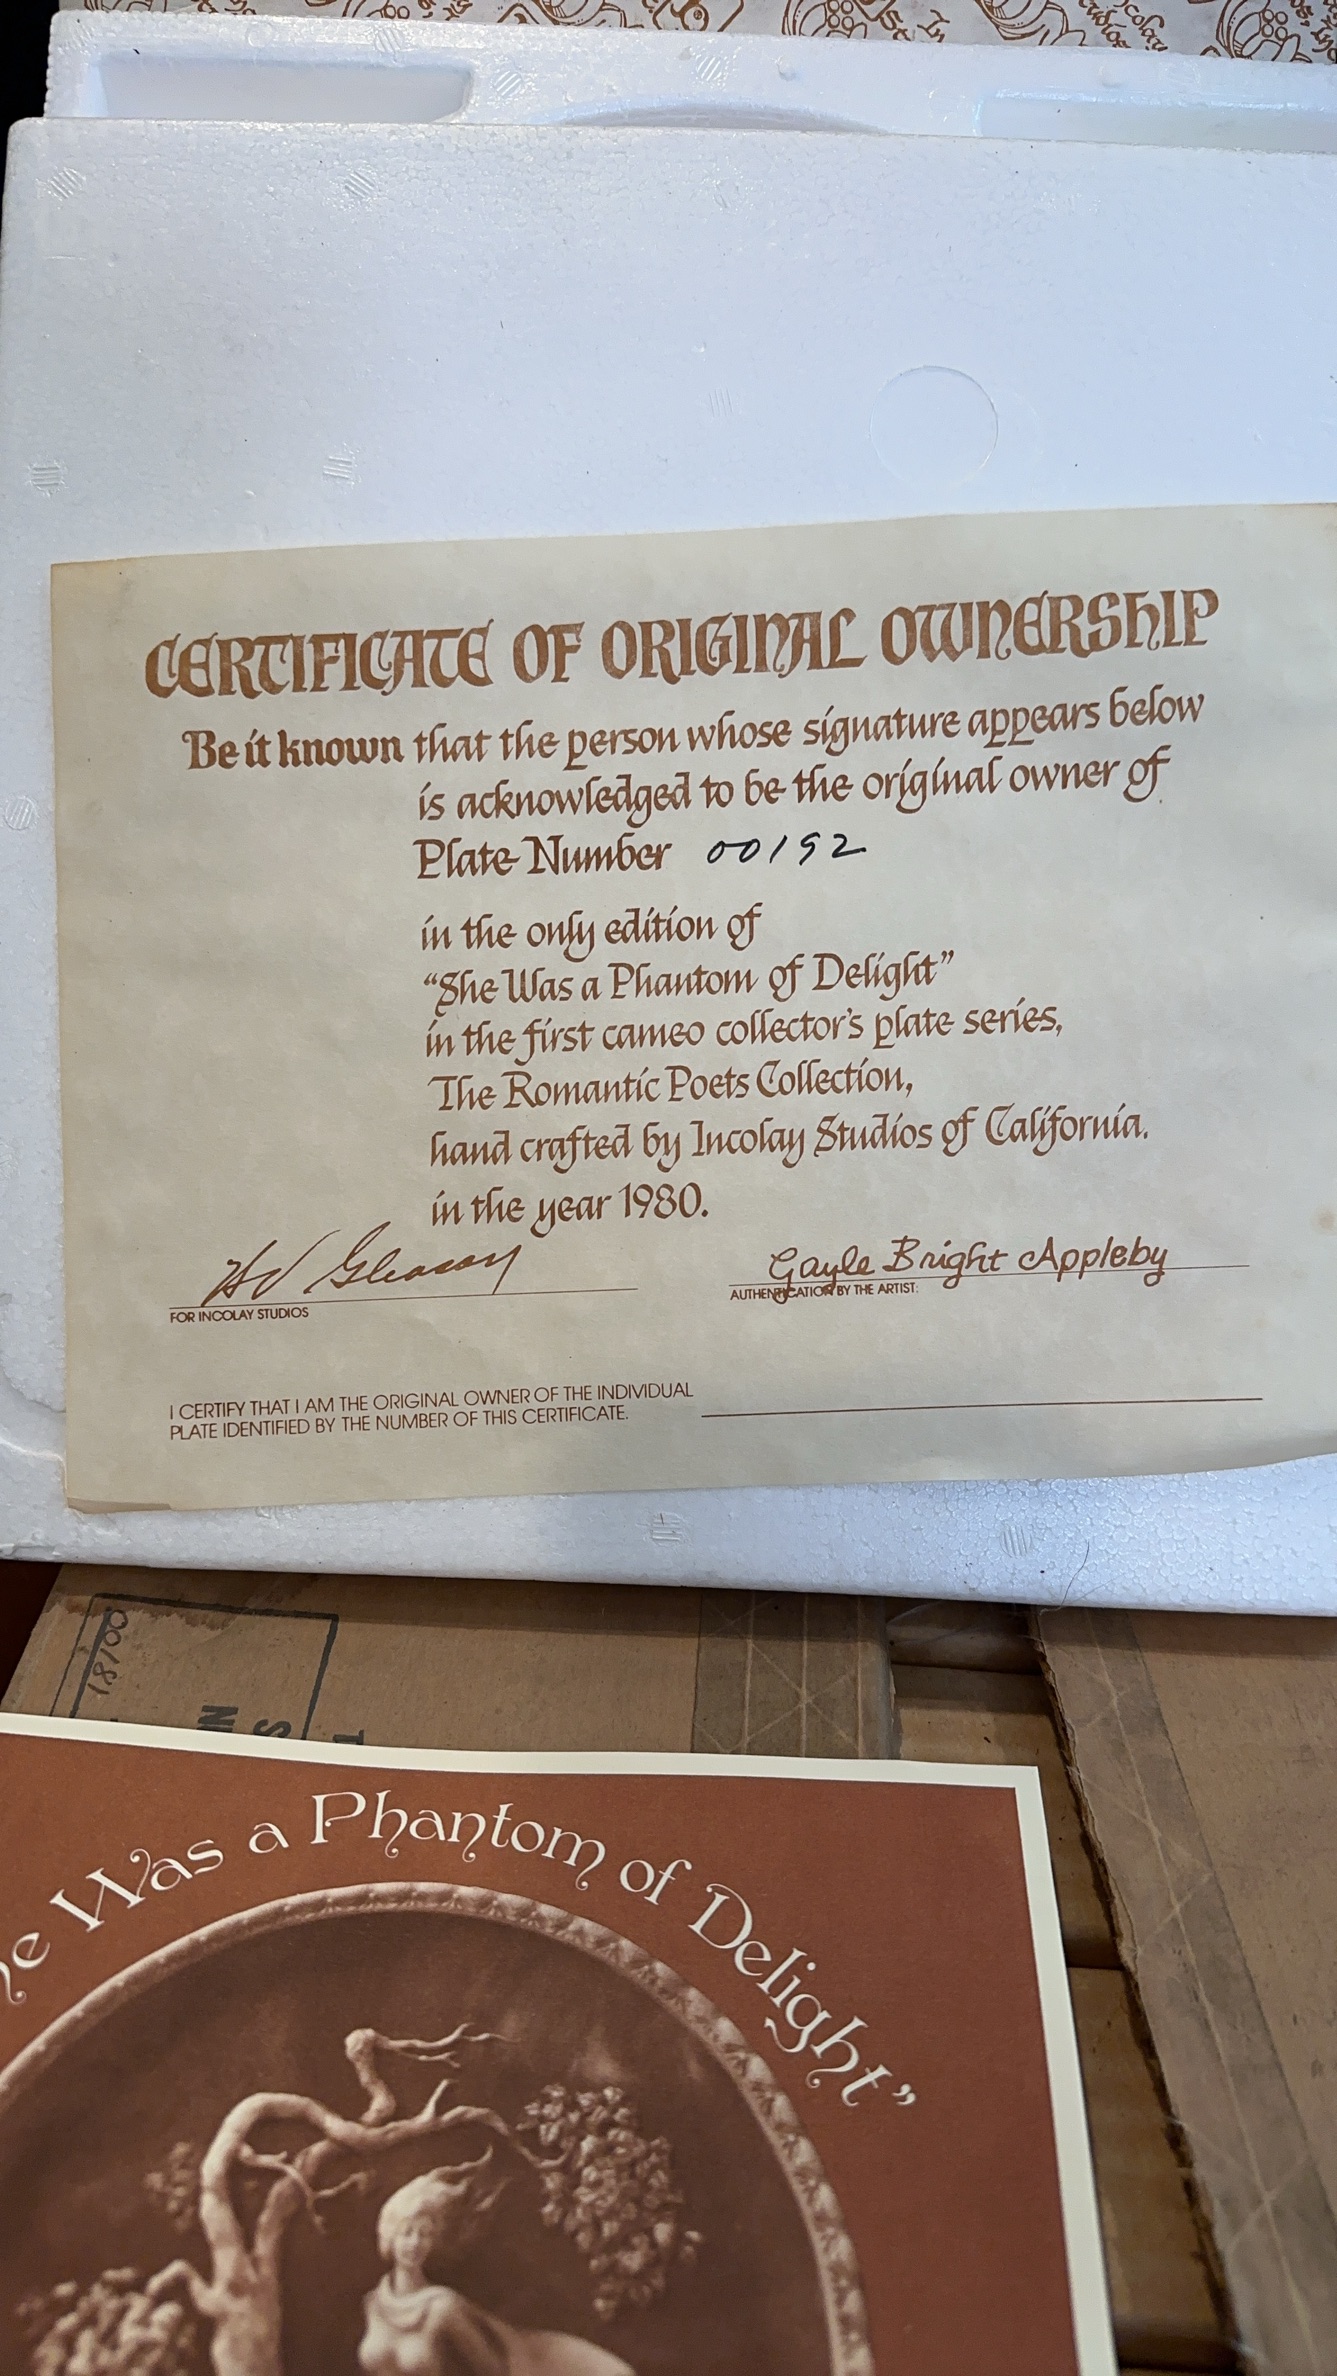 CERTIFICATE OF ORIGINAL OWNERSHIP
Be it known that the person whose signature appears below
is acknowledged to be the original owner of
Plate Number 00192
in the only edition of
“She Was a Phantom of Delight”
in the first cameo collector's plate series,
The Romantic Poets Collection,
hand crafted by Incolay Studios of California.
in the year 1980.
Gayle Bright Appleby
FOR INCOLAY STUDIOS
AUTHENTICATION BY THE ARTIST:
I CERTIFY THAT I AM THE ORIGINAL OWNER OF THE INDIVIDUAL
PLATE IDENTIFIED BY THE NUMBER OF THIS CERTIFICATE.
Was a Phantom of Delight”